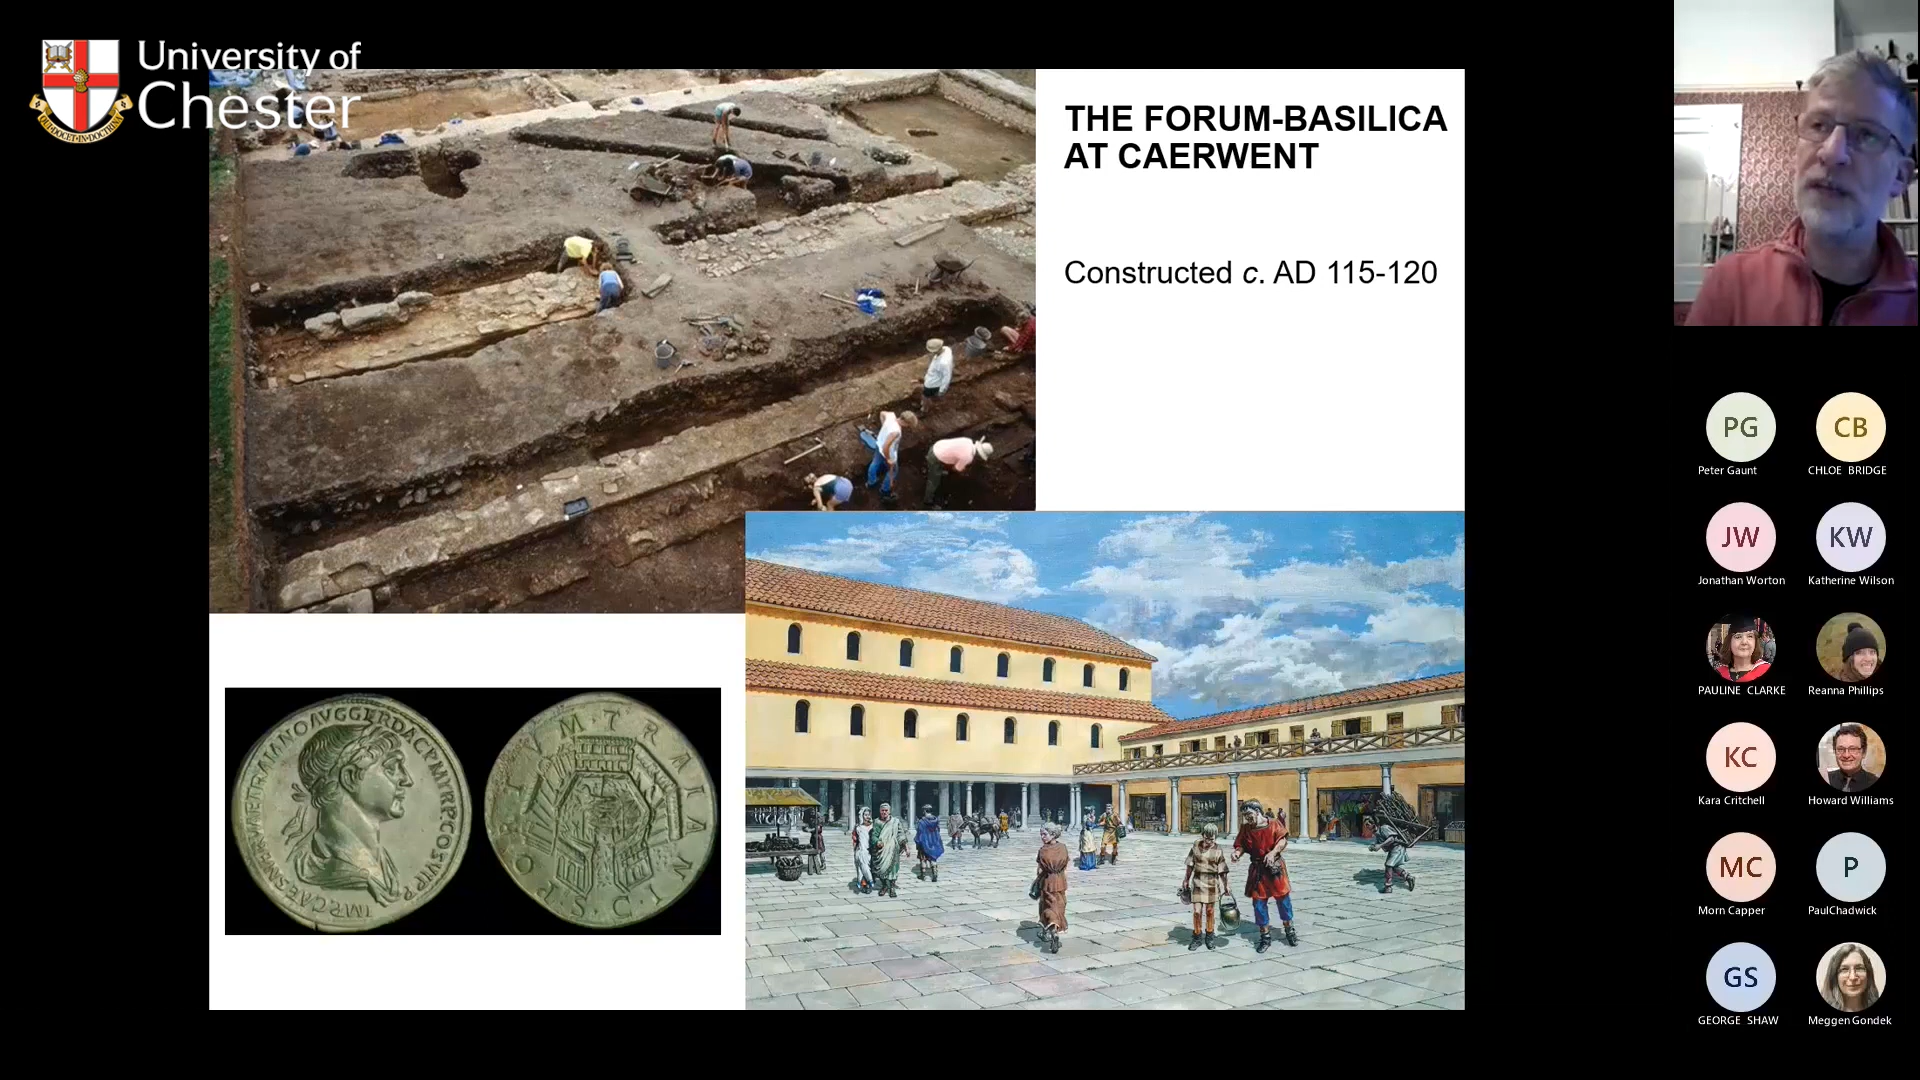 University of
Chester
THE FORUM-BASILICA
AT CAERWENT
Constructed c. AD 115-120
PG
Peter Gaunt
CB
CHLOE BRIDGE
JW
Jonathan Worton
KW
Katherine Wilson
PAULINE CLARKE
Reanna Phillips
KC
Kara Critchell
Howard Williams
MC
Morn Capper
P
PaulChadwick
GS
GEORGE SHAW
Meggen Gondek